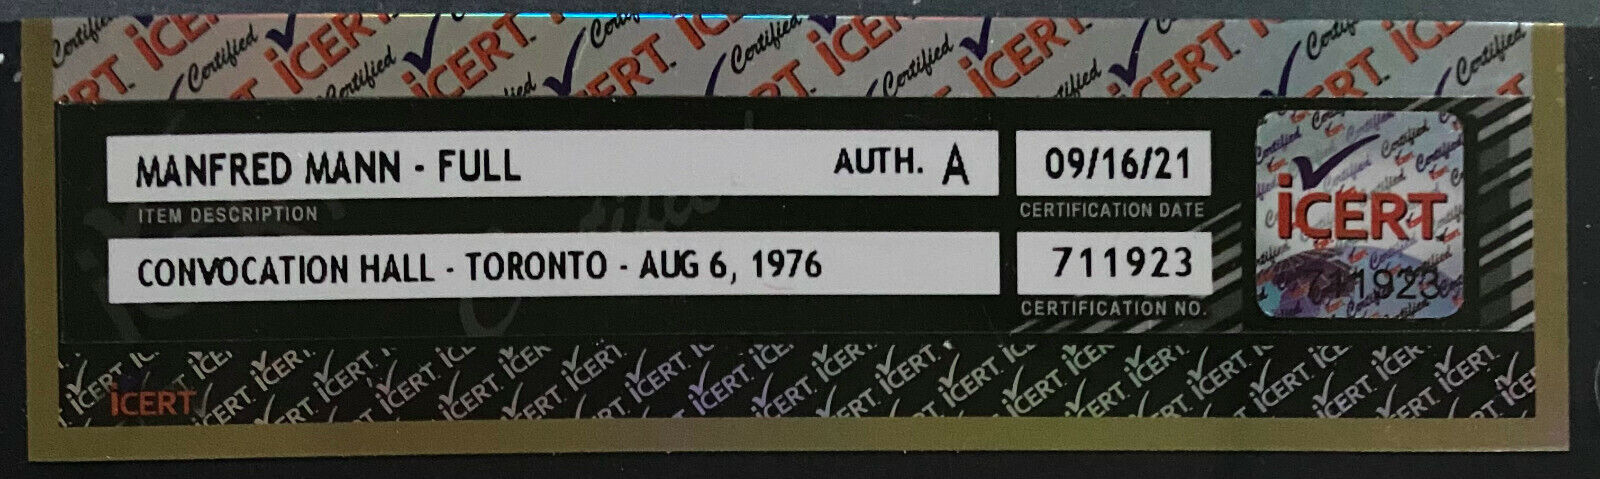 MANFRED MANN - FULL AUTH. A 09/16/21
ITEM DESCRIPTION CERTIFICATION DATE
CONVOCATION HALL - TORONTO - AUG 6, 1976 711923
CERTIFICATION NO.
iCERT
711923
iCERT